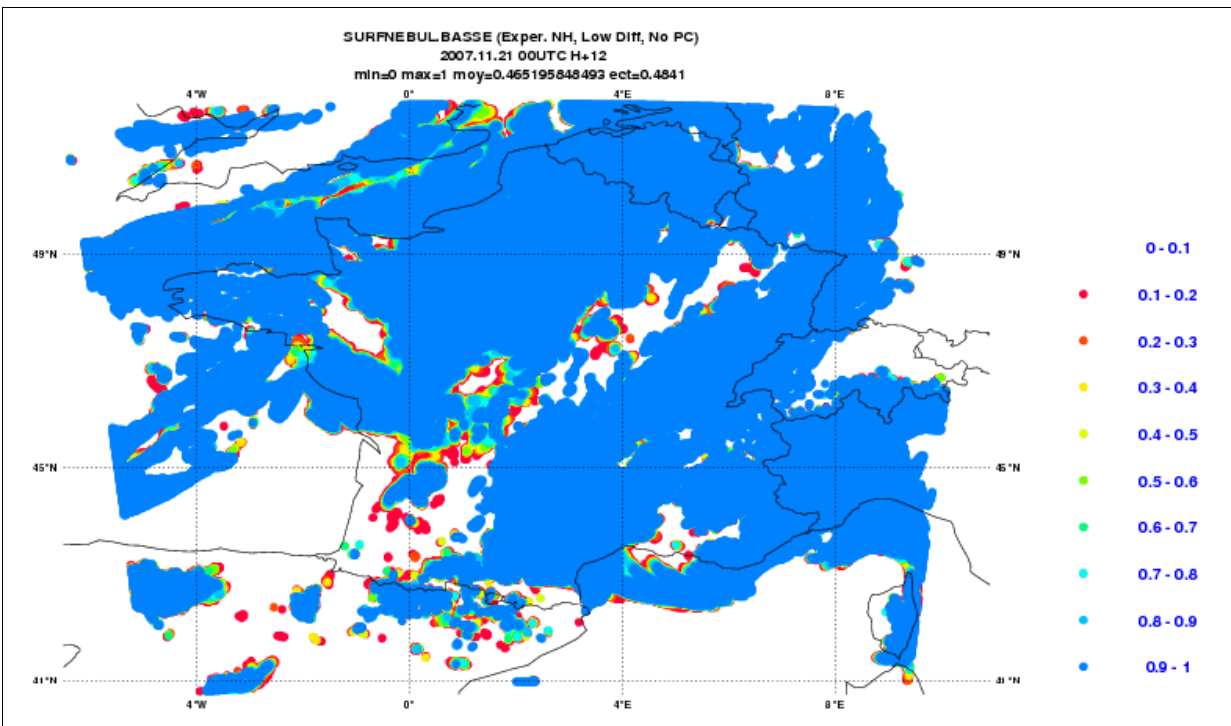 SURFNEBUL.BASSE (Exper. NH, Low Diff, No PC)
2007.11.21 00UTC H+12
min=0 max=1 moy=0.465195848493 ect=0.4841
4°W 0° 4°E 8°E
49°N 49°N
45°N 45°N
41°N 41°N
4°W 0° 4°E 8°E
0 - 0.1
0.1 - 0.2
0.2 - 0.3
0.3 - 0.4
0.4 - 0.5
0.5 - 0.6
0.6 - 0.7
0.7 - 0.8
0.8 - 0.9
0.9 - 1